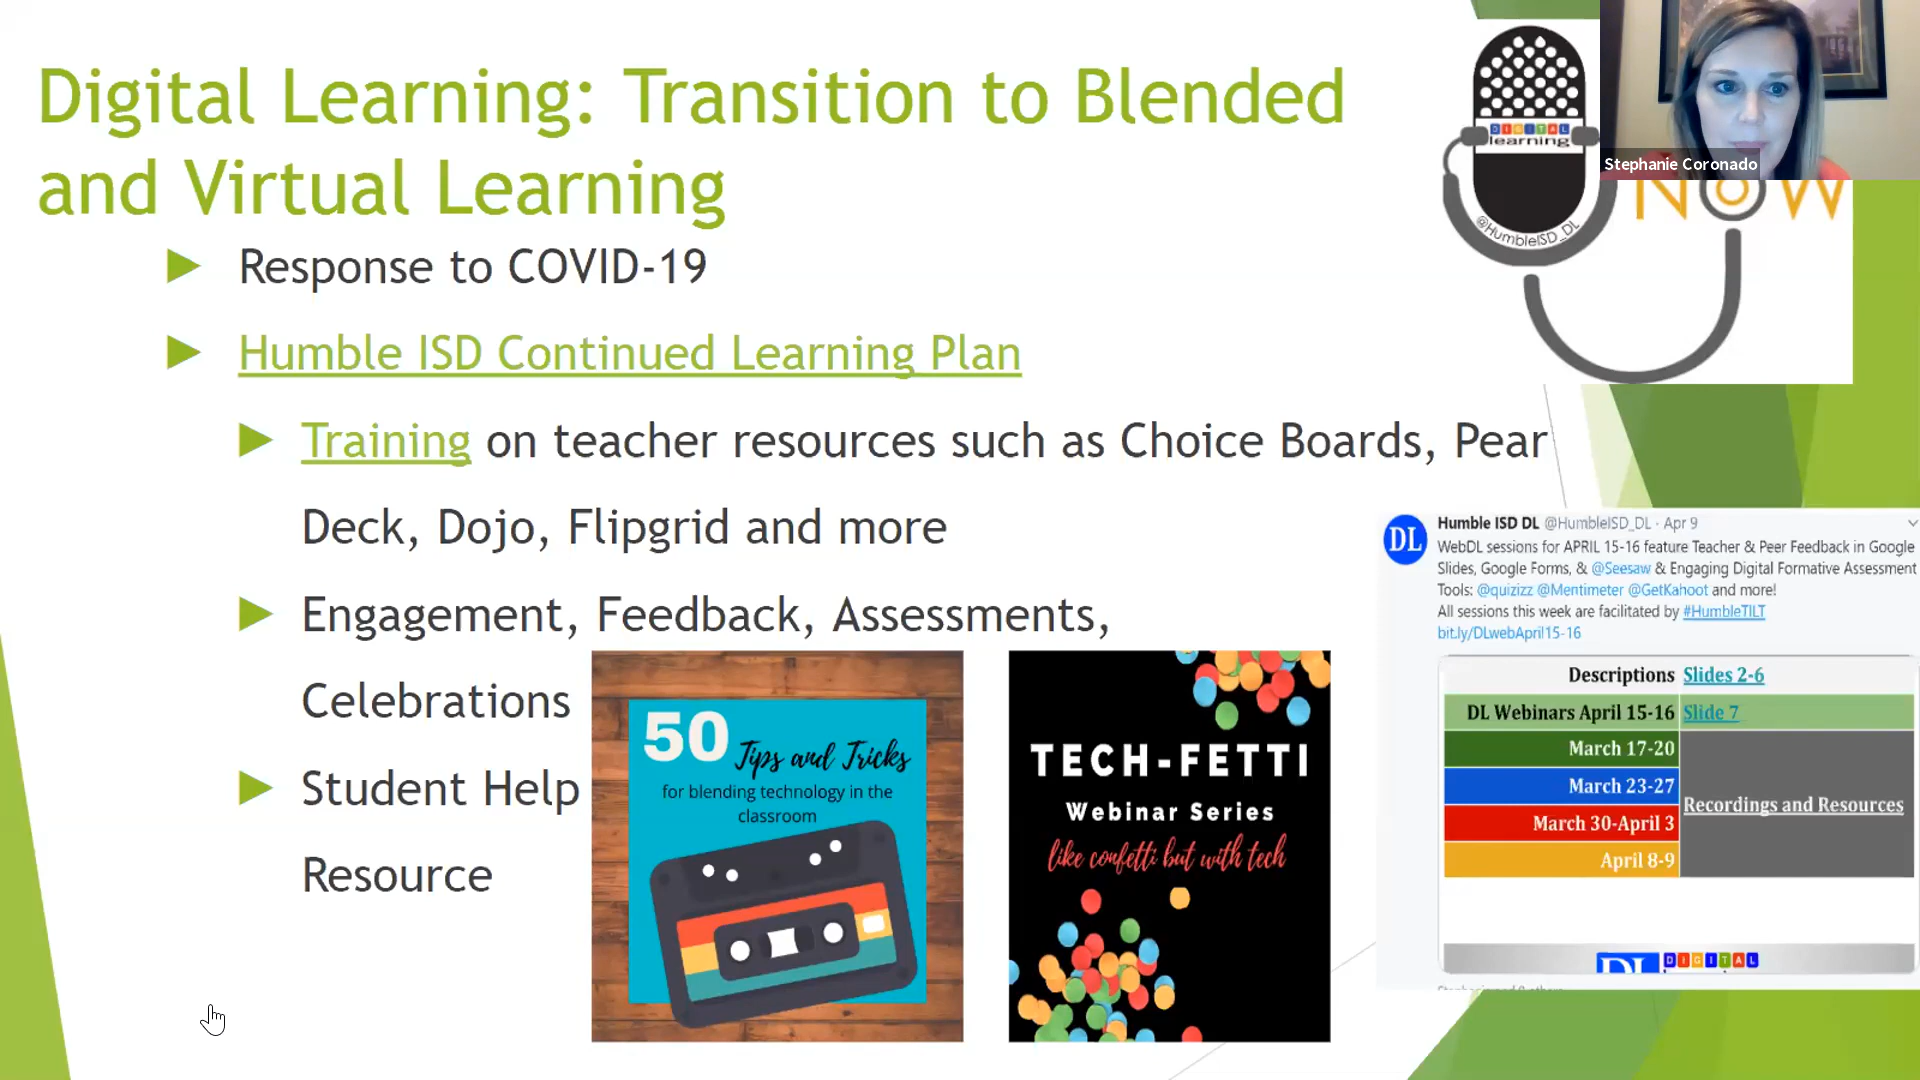 Digital Learning: Transition to Blended
and Virtual Learning
Response to COVID-19
Humble ISD Continued Learning Plan
Training on teacher resources such as Choice Boards, Pear
Deck, Dojo, Flipgrid and more
Engagement, Feedback, Assessments,
Celebrations
Student Help
Resource
DIGITAL
learning
@HumbleISD_DL
NOW
Stephanie Coronado
50 Tips and Tricks
for blending technology in the
classroom
TECH-FETTI
Webinar Series
like confetti but with tech
DL
Humble ISD DL @HumbleISD_DL · Apr 9
WebDL sessions for APRIL 15-16 feature Teacher & Peer Feedback in Google
Slides, Google Forms, & @Seesaw & Engaging Digital Formative Assessment
Tools: @quizizz @Mentimeter @GetKahoot and more!
All sessions this week are facilitated by #HumbleTILT
bit.ly/DLwebApril15-16
Descriptions Slides 2-6
DL Webinars April 15-16 Slide 7
March 17-20
March 23-27
Recordings and Resources
March 30-April 3
April 8-9
DL DIGITAL